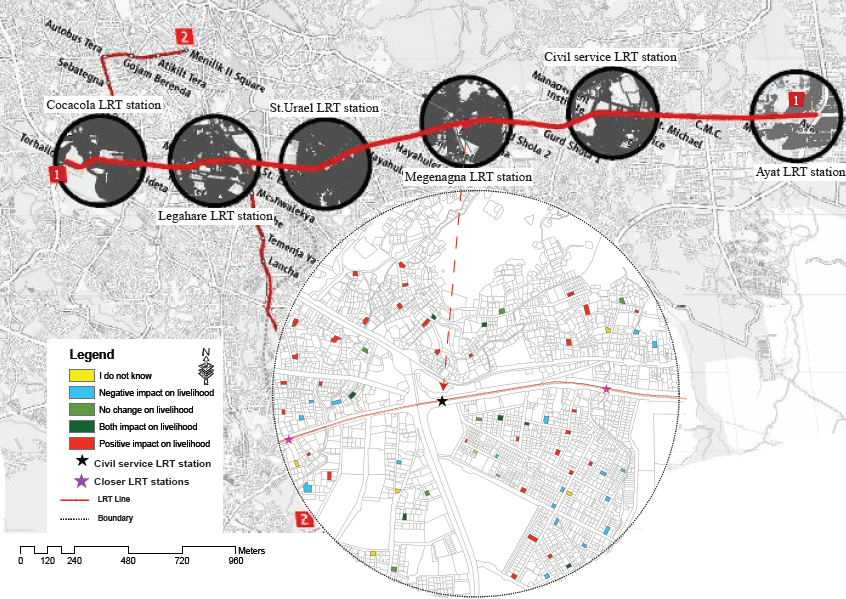 Autobus Tera
2
Menilik II Square
Atikilt Tera
Gojam Berenda
Sebategna
Civil service LRT station
Cocacola LRT station
St.Urael LRT station
Management
Institute
1
C.M.C.
St. Michael
Gurd Shola 1
Shola 2
Hayahulet
Torhailoch
1
Megenagna LRT station
Ayat LRT station
Legahare LRT station
Meshwalekya
Temenja Ya
Lancha
Legend
N
I do not know
Negative impact on livelihood
No change on livelihood
Both impact on livelihood
Positive impact on livelihood
Civil service LRT station
Closer LRT stations
LRT Line
Boundary
2
Meters
0 120 240 480 720 960